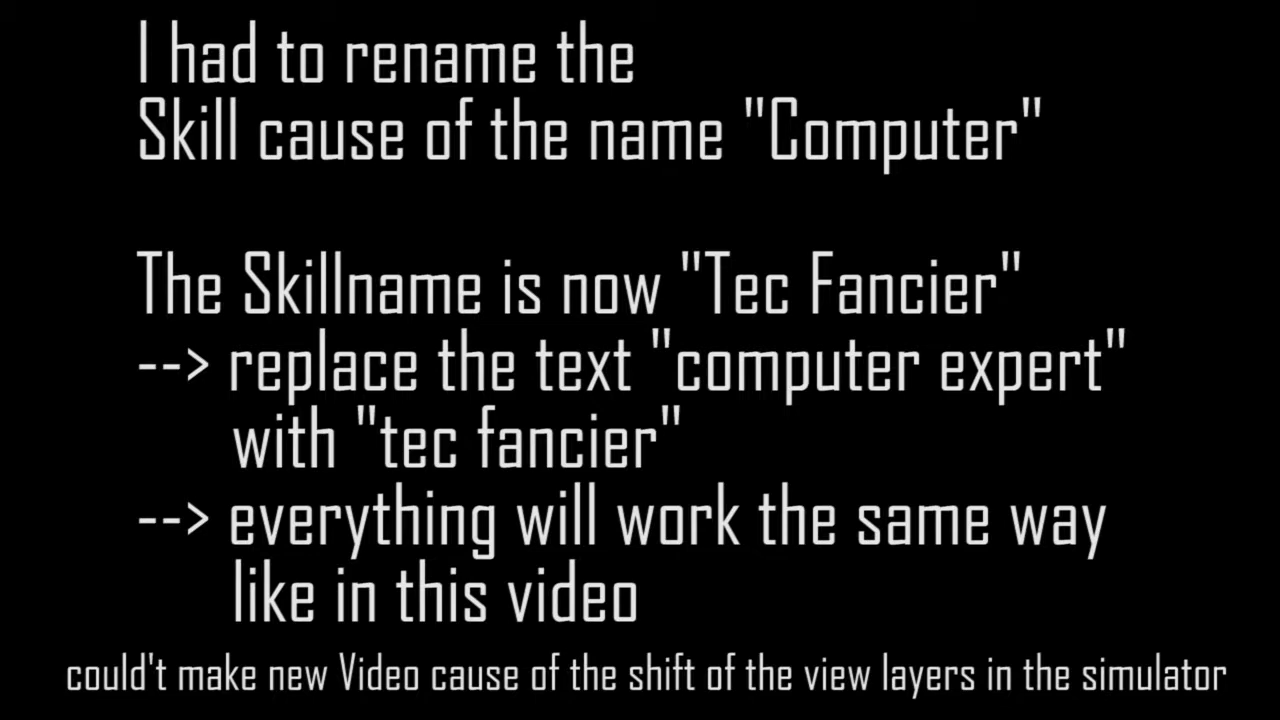 I had to rename the
Skill cause of the name "Computer"
The Skillname is now "Tec Fancier"
--> replace the text "computer expert"
with "tec fancier"
--> everything will work the same way
like in this video
could't make new Video cause of the shift of the view layers in the simulator